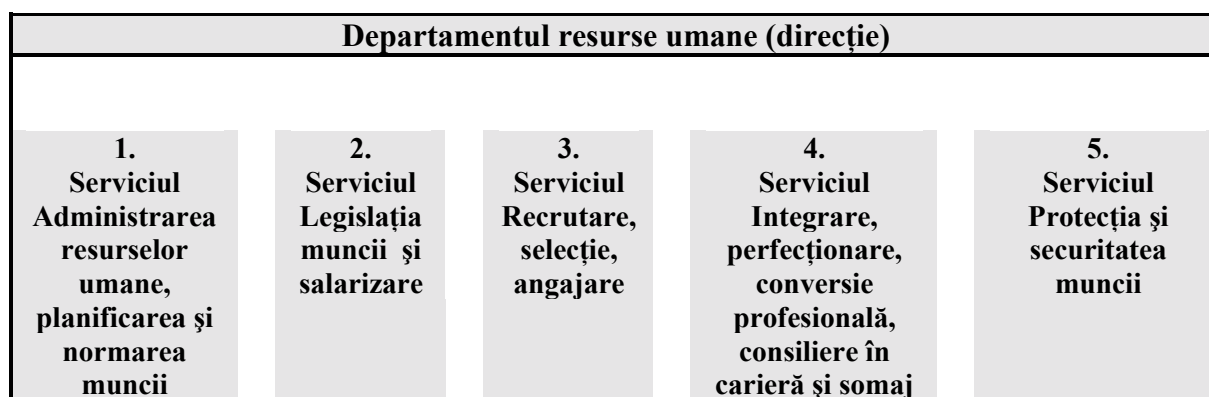 Departamentul resurse umane (direcție)
1.
Serviciul
Administrarea
resurselor
umane,
planificarea şi
normarea
muncii
2.
Serviciul
Legislația
muncii şi
salarizare
3.
Serviciul
Recrutare,
selecție,
angajare
4.
Serviciul
Integrare,
perfecționare,
conversie
profesională,
consiliere în
carieră şi somaj
5.
Serviciul
Protecția şi
securitatea
muncii